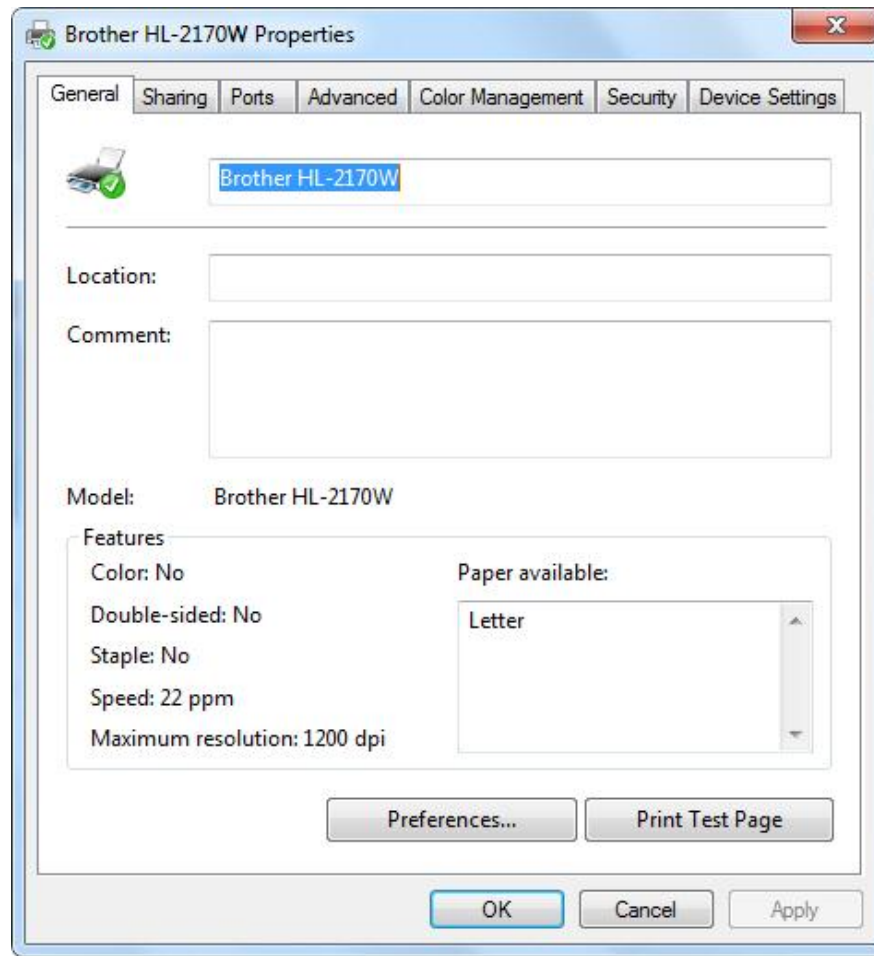 Brother HL-2170W Properties
General Sharing Ports Advanced Color Management Security Device Settings
Brother HL-2170W
Location:
Comment:
Model: Brother HL-2170W
Features
Color: No
Paper available:
Double-sided: No
Letter
Staple: No
Speed: 22 ppm
Maximum resolution: 1200 dpi
Preferences... Print Test Page
OK Cancel Apply